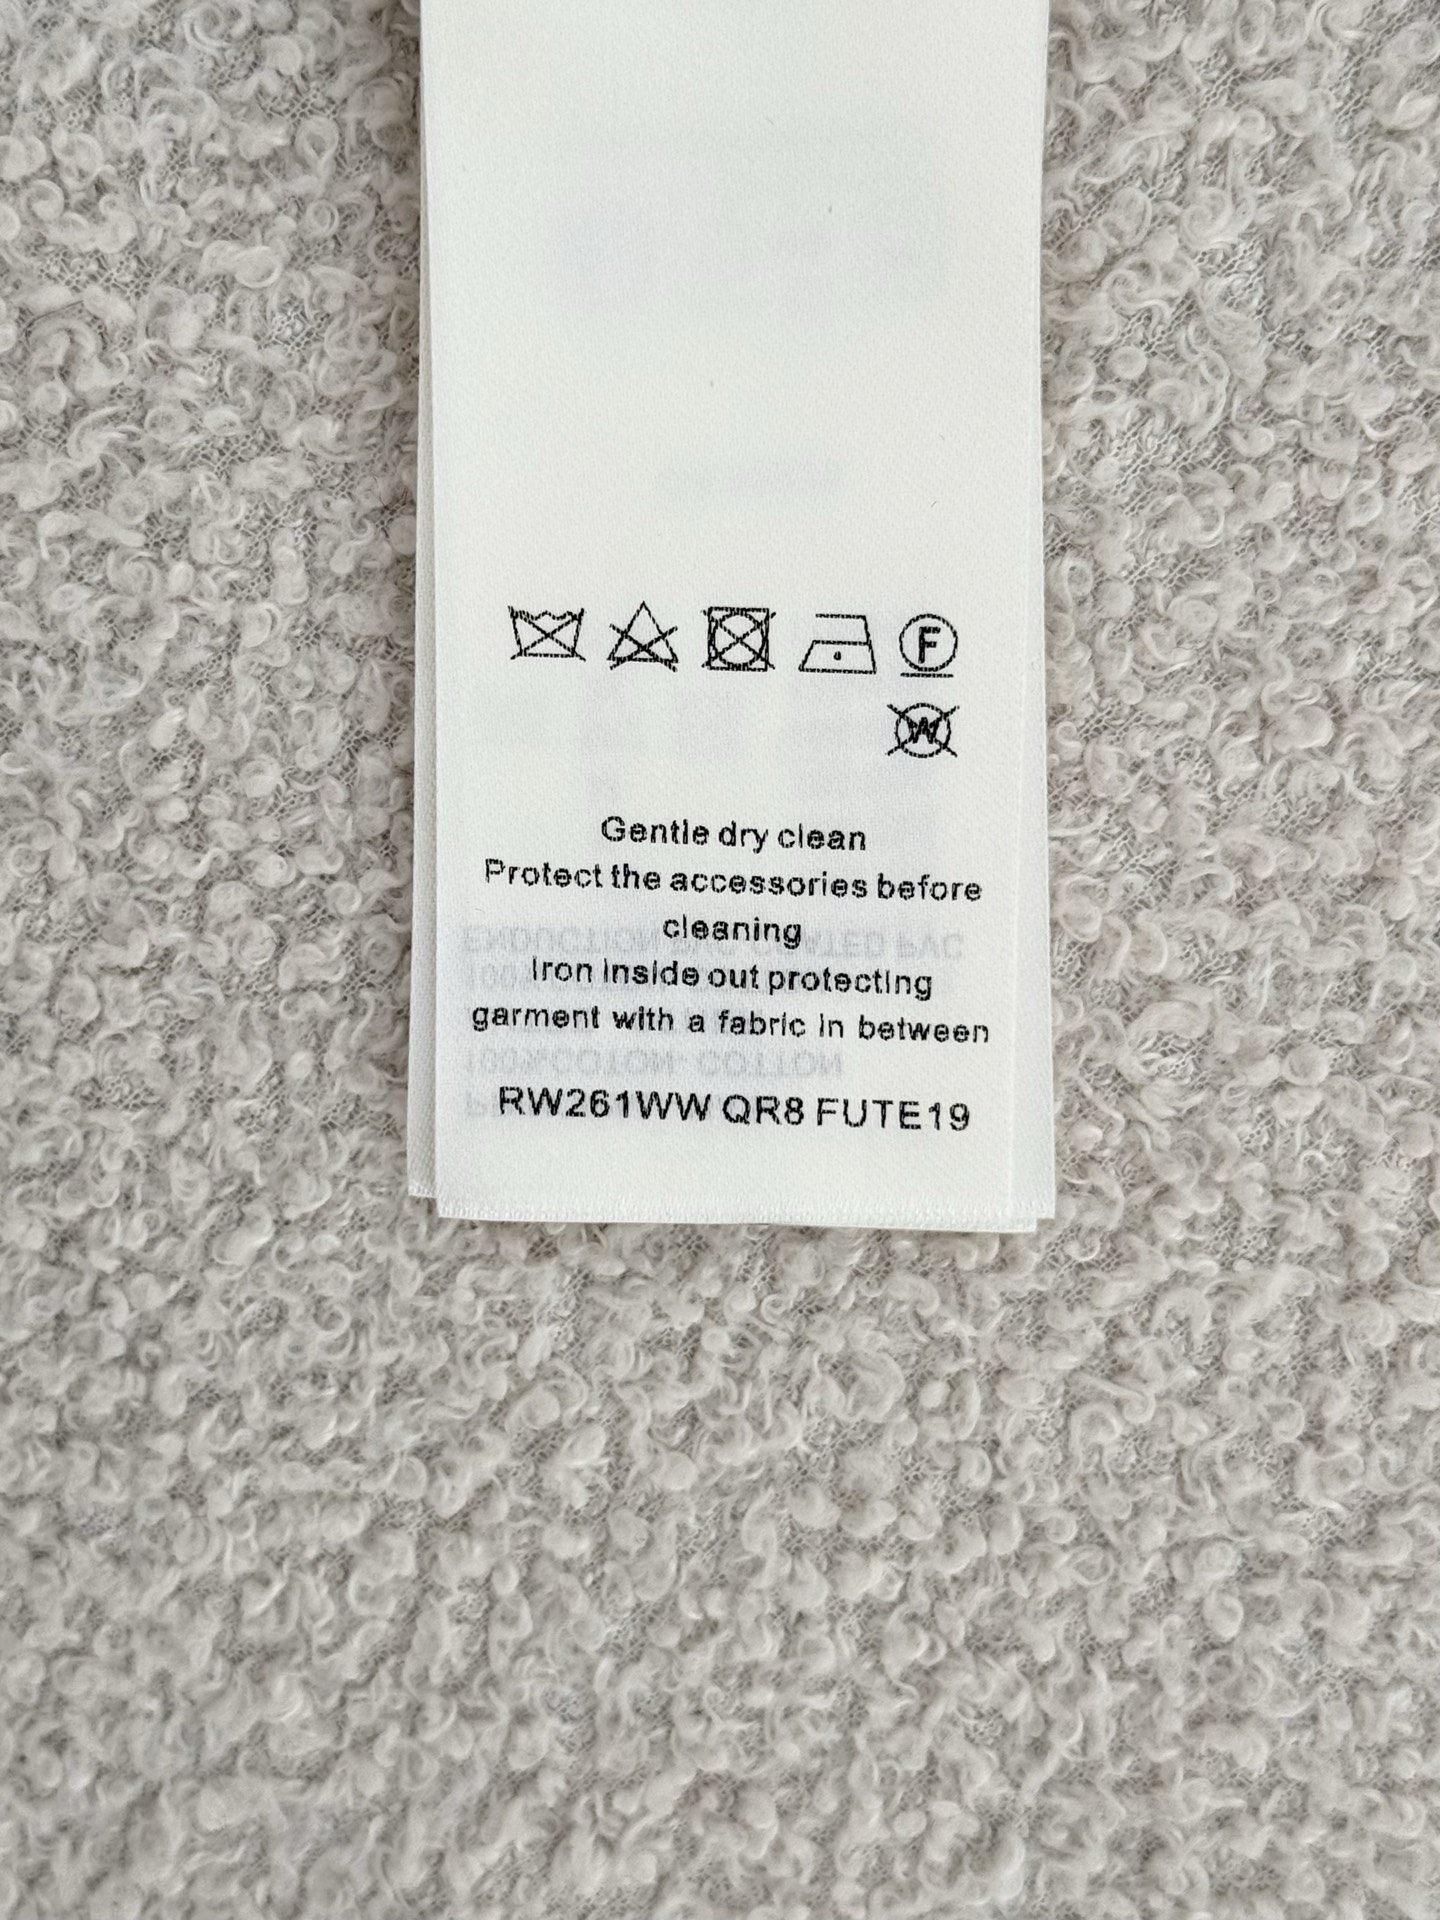 F
W
Gentle dry clean
Protect the accessories before
cleaning
Iron inside out protecting
garment with a fabric in between
RW261WW QR8 FUTE19